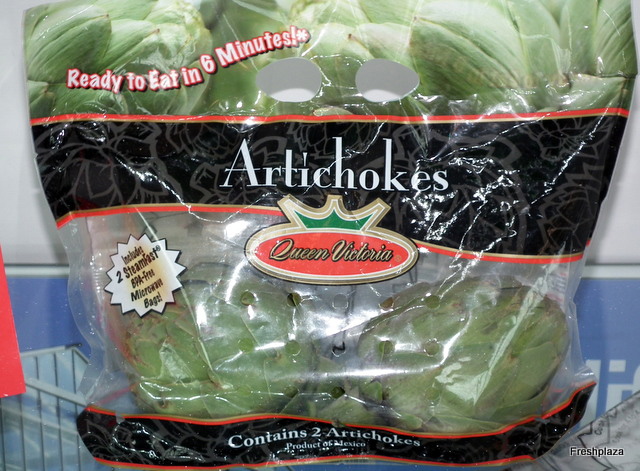 Ready to Eat in 6 Minutes!*
Artichokes
Queen Victoria
Includes
2 Steamfast®
BPA-free
Microwave
Bags!
Contains 2 Artichokes
Product of Mexico
Freshplaza